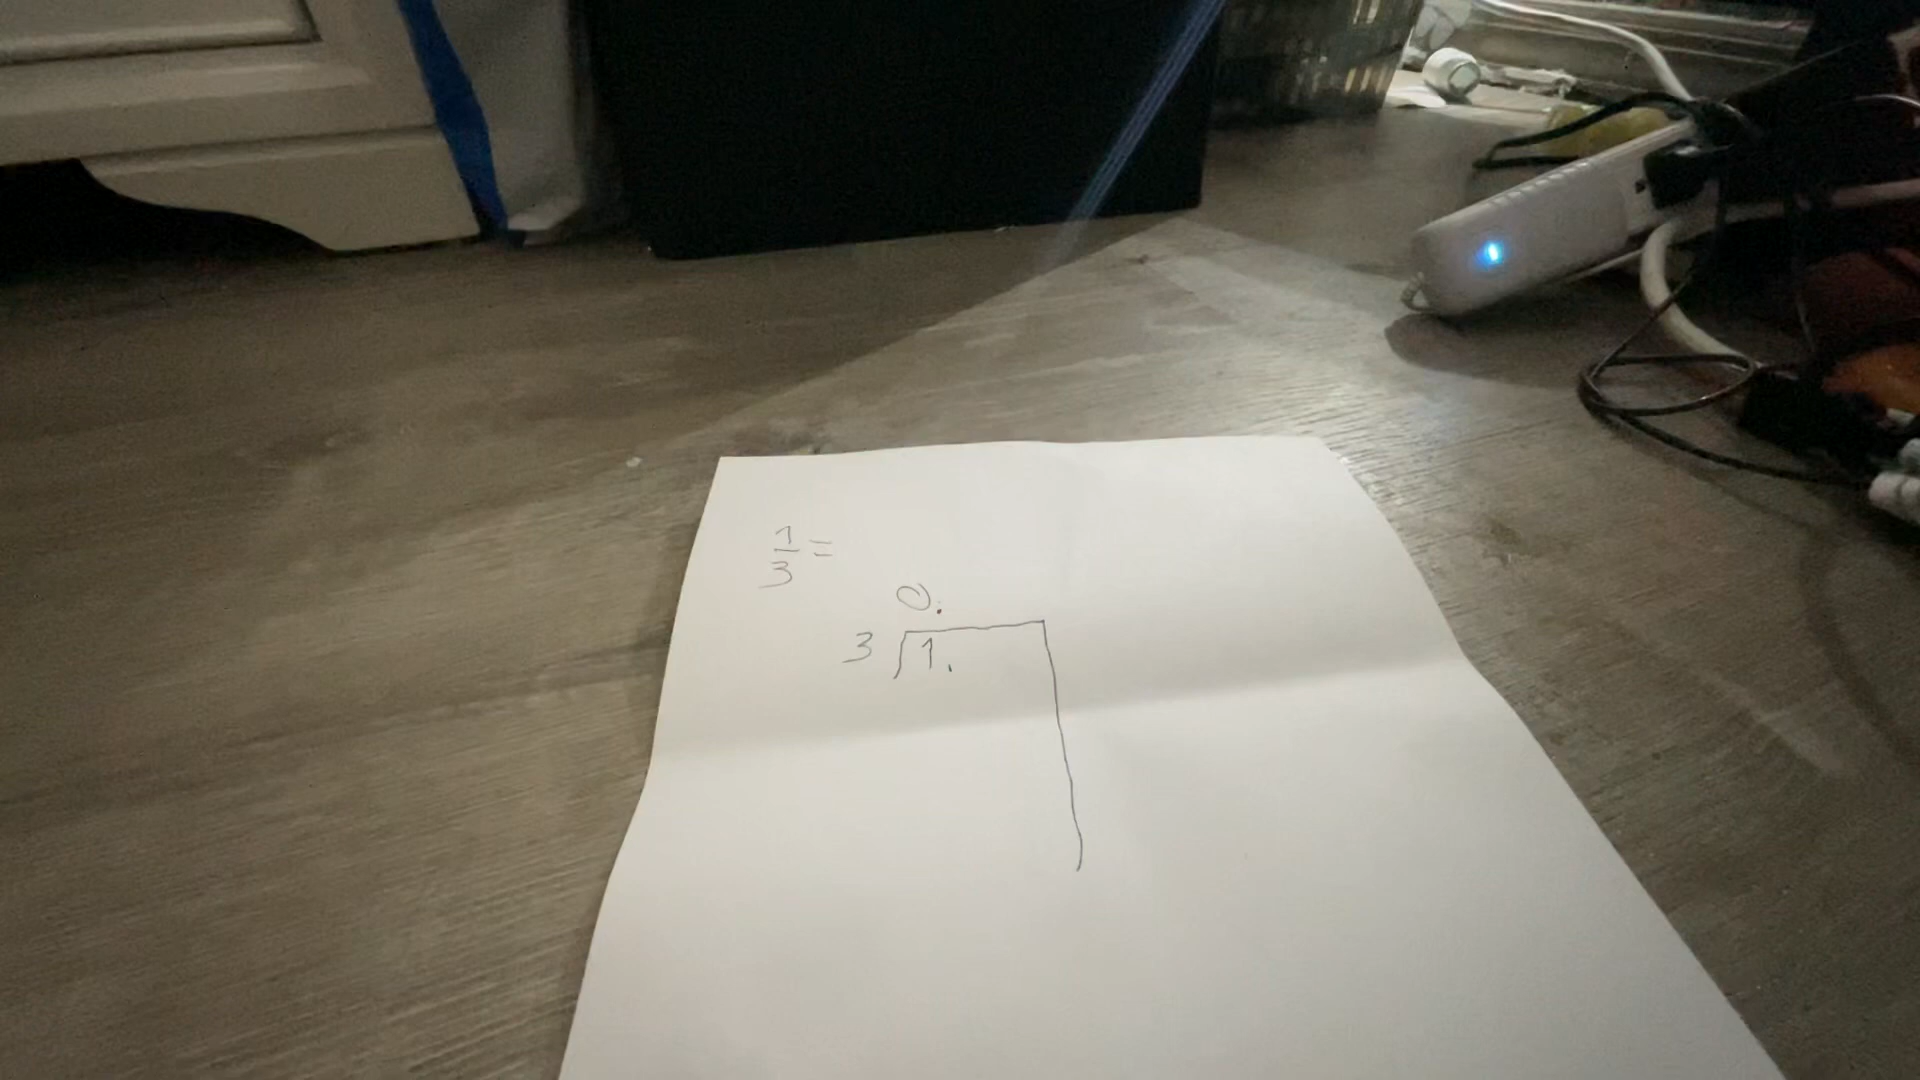 1/3 =
0.
3 1.